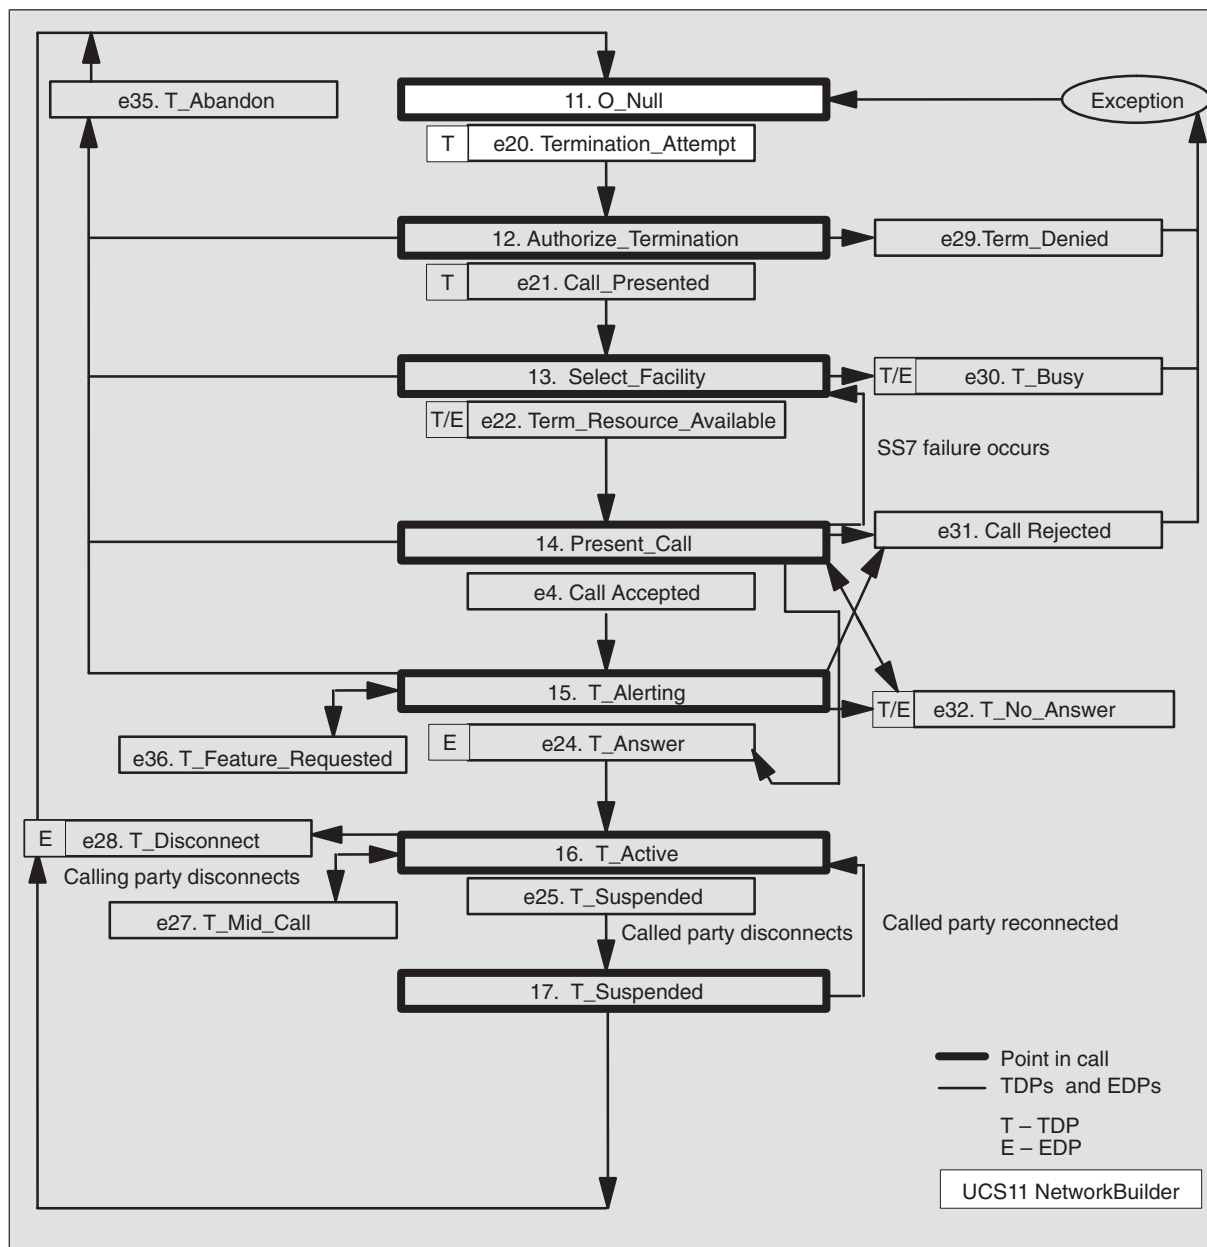 e35. T_Abandon
11. O_Null
Exception
T
e20. Termination_Attempt
12. Authorize_Termination
e29.Term_Denied
T
e21. Call_Presented
13. Select_Facility
T/E
e30. T_Busy
T/E
e22. Term_Resource_Available
SS7 failure occurs
14. Present_Call
e31. Call Rejected
e4. Call Accepted
15. T_Alerting
T/E
e32. T_No_Answer
e36. T_Feature_Requested
E
e24. T_Answer
E
e28. T_Disconnect
16. T_Active
Calling party disconnects
e25. T_Suspended
e27. T_Mid_Call
Called party disconnects
Called party reconnected
17. T_Suspended
Point in call
TDPs and EDPs
T – TDP
E – EDP
UCS11 NetworkBuilder